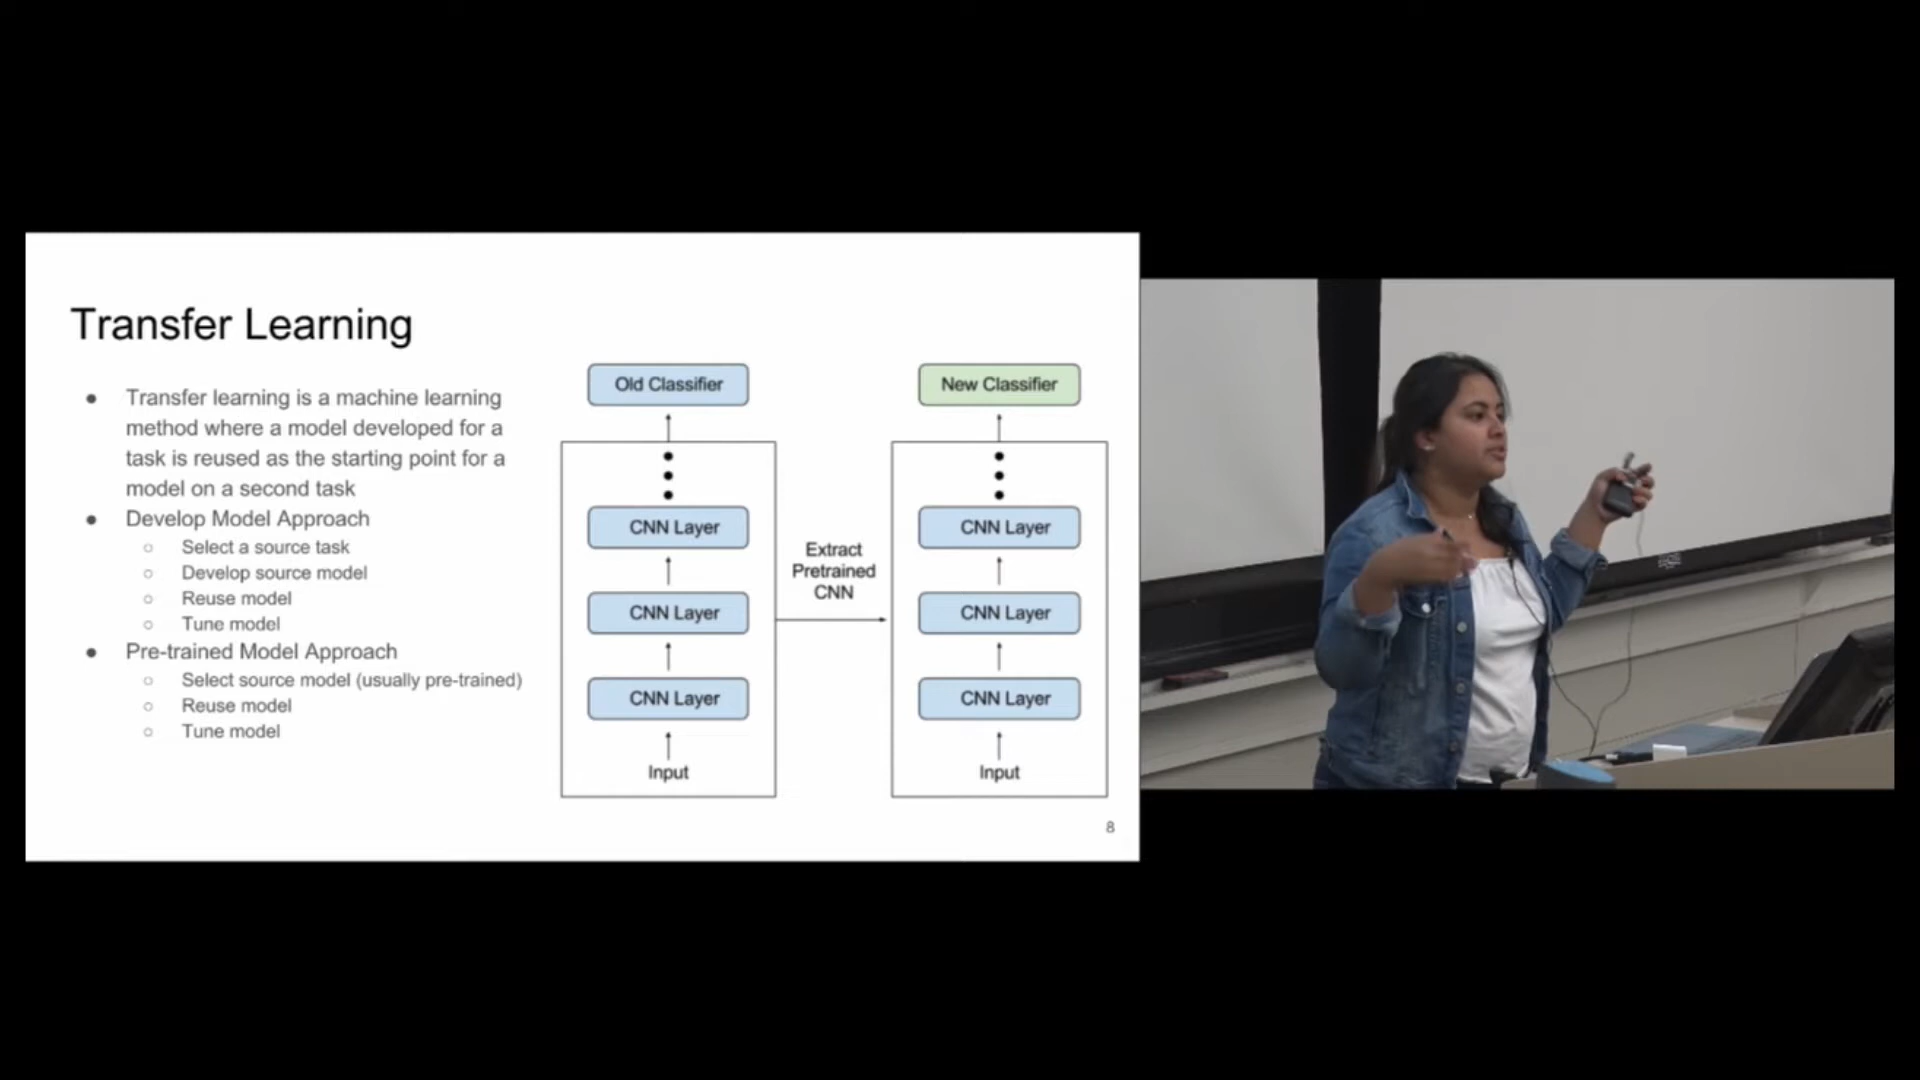 Transfer Learning
Transfer learning is a machine learning
method where a model developed for a
task is reused as the starting point for a
model on a second task
Develop Model Approach
Select a source task
Develop source model
Reuse model
Tune model
Pre-trained Model Approach
Select source model (usually pre-trained)
Reuse model
Tune model
Old Classifier
CNN Layer
CNN Layer
CNN Layer
Input
Extract
Pretrained
CNN
New Classifier
CNN Layer
CNN Layer
CNN Layer
Input
8